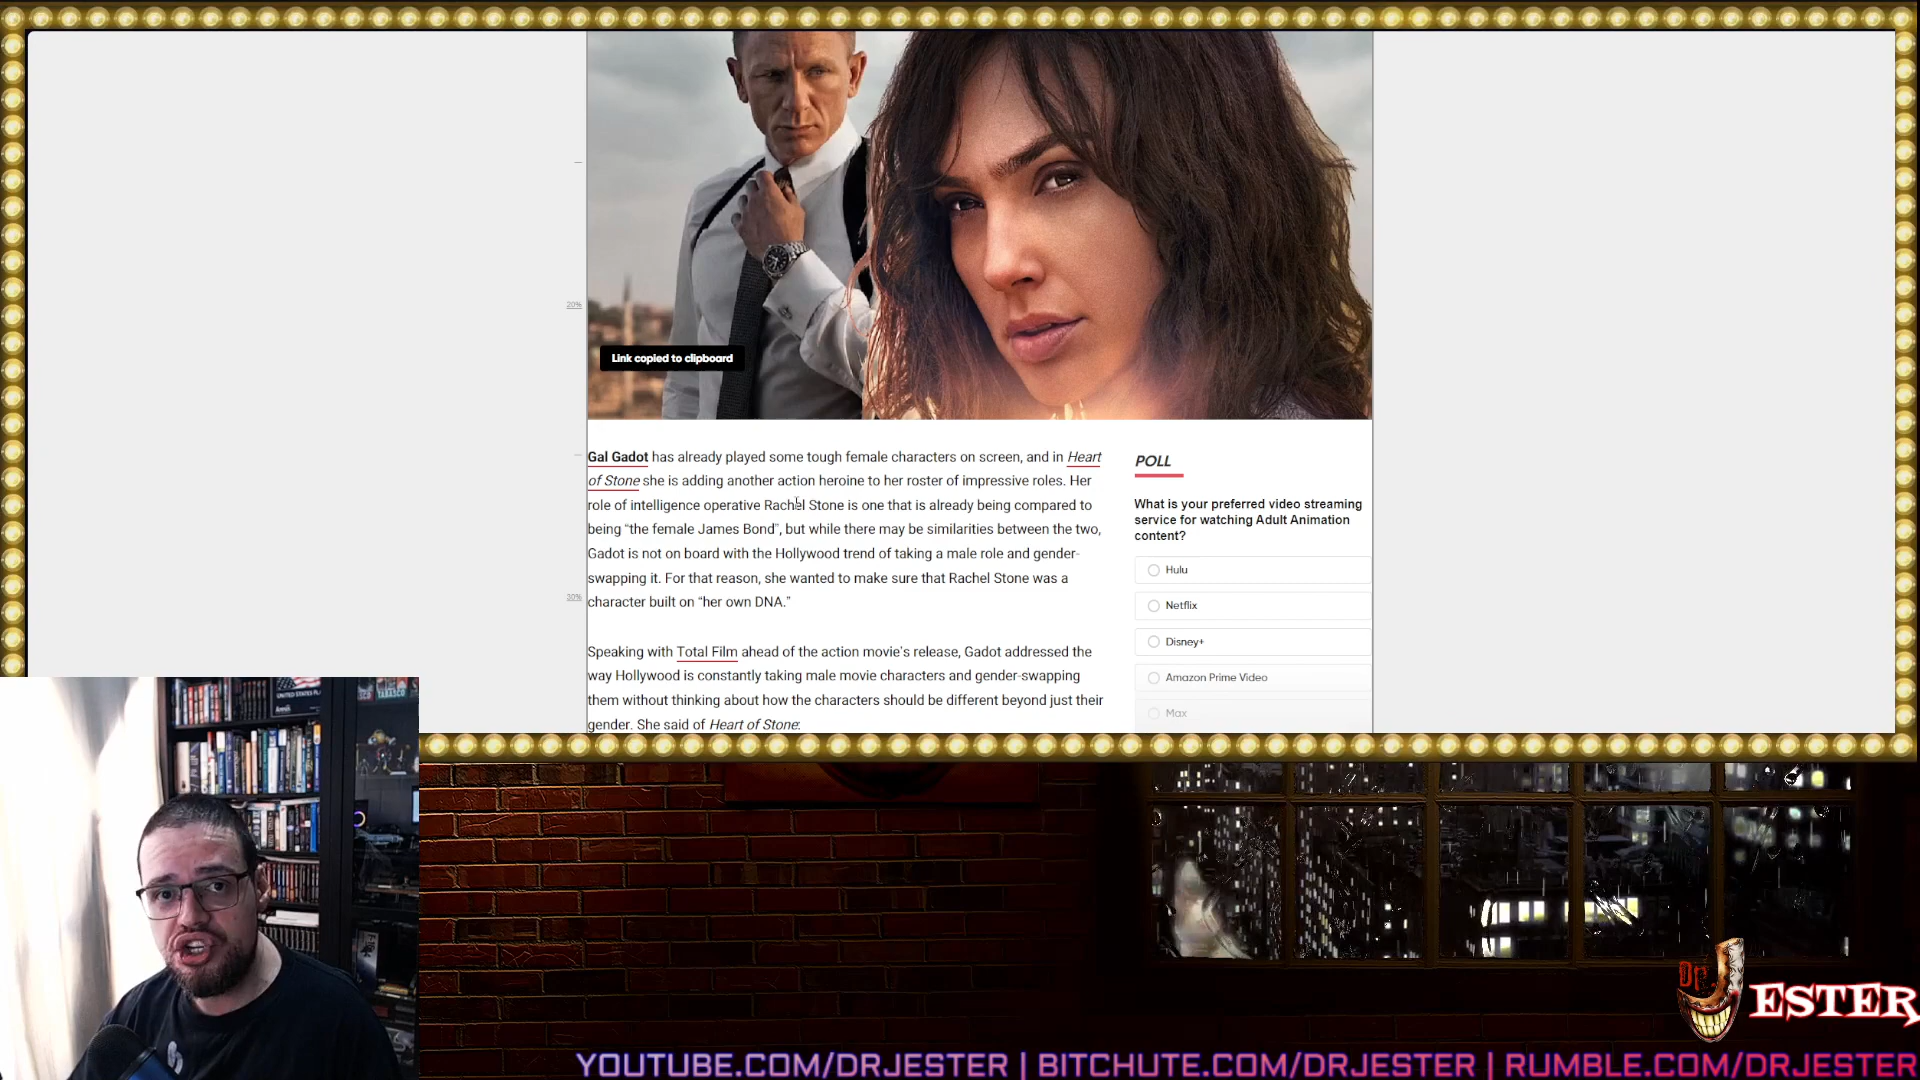 20%
Link copied to clipboard
Gal Gadot has already played some tough female characters on screen, and in Heart
of Stone she is adding another action heroine to her roster of impressive roles. Her
role of intelligence operative Rachel Stone is one that is already being compared to
being “the female James Bond”, but while there may be similarities between the two,
Gadot is not on board with the Hollywood trend of taking a male role and gender-
swapping it. For that reason, she wanted to make sure that Rachel Stone was a
30%
character built on “her own DNA.”
Speaking with Total Film ahead of the action movie's release, Gadot addressed the
way Hollywood is constantly taking male movie characters and gender-swapping
them without thinking about how the characters should be different beyond just their
gender. She said of Heart of Stone:
POLL
What is your preferred video streaming
service for watching Adult Animation
content?
Hulu
Netflix
Disney+
Amazon Prime Video
Max
Dr. JESTER
YOUTUBE.COM/DRJESTER | BITCHUTE.COM/DRJESTER | RUMBLE.COM/DRJESTER